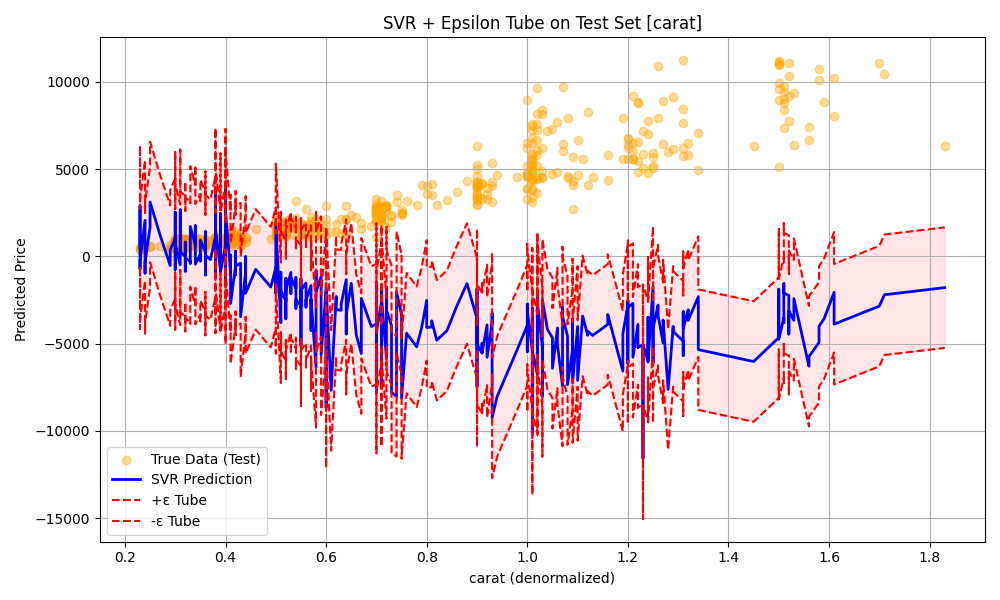 SVR + Epsilon Tube on Test Set [carat]
Predicted Price
10000
5000
0
−5000
−10000
−15000
True Data (Test)
SVR Prediction
+ε Tube
-ε Tube
0.2 0.4 0.6 0.8 1.0 1.2 1.4 1.6 1.8
carat (denormalized)